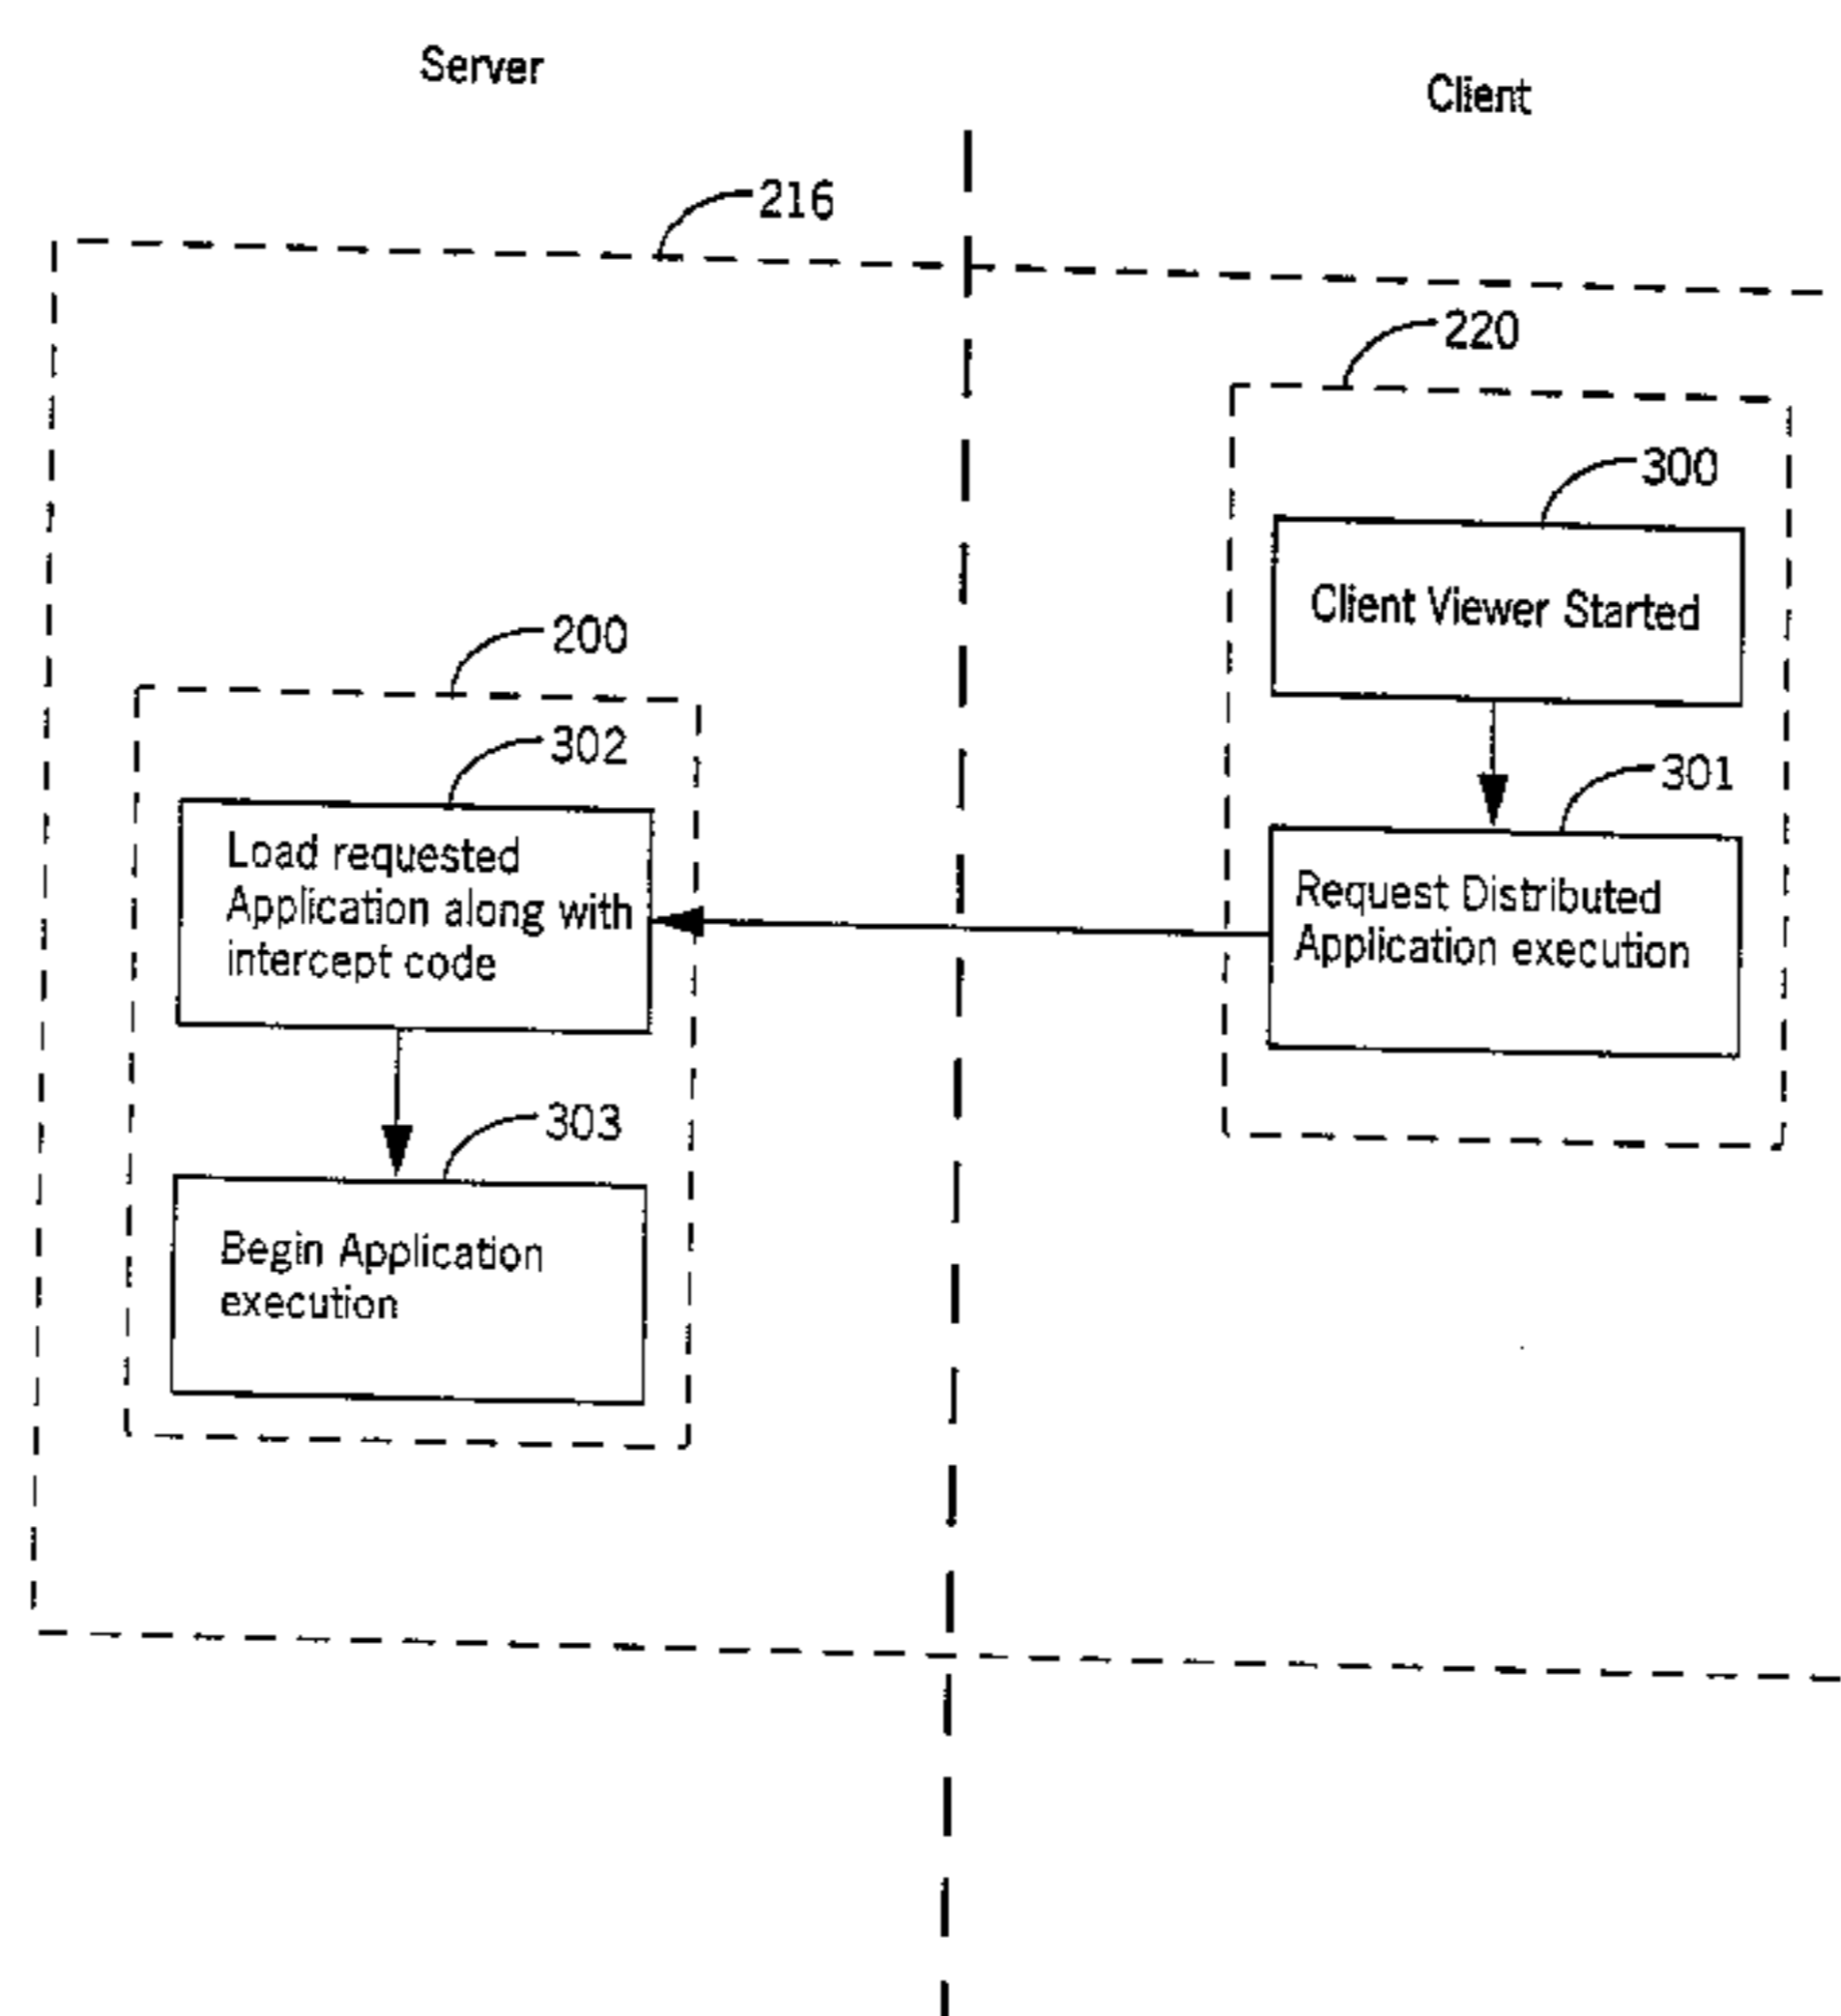 Server
Client
216
220
300
Client Viewer Started
200
302
301
Load requested
Application along with
intercept code
Request Distributed
Application execution
303
Begin Application
execution